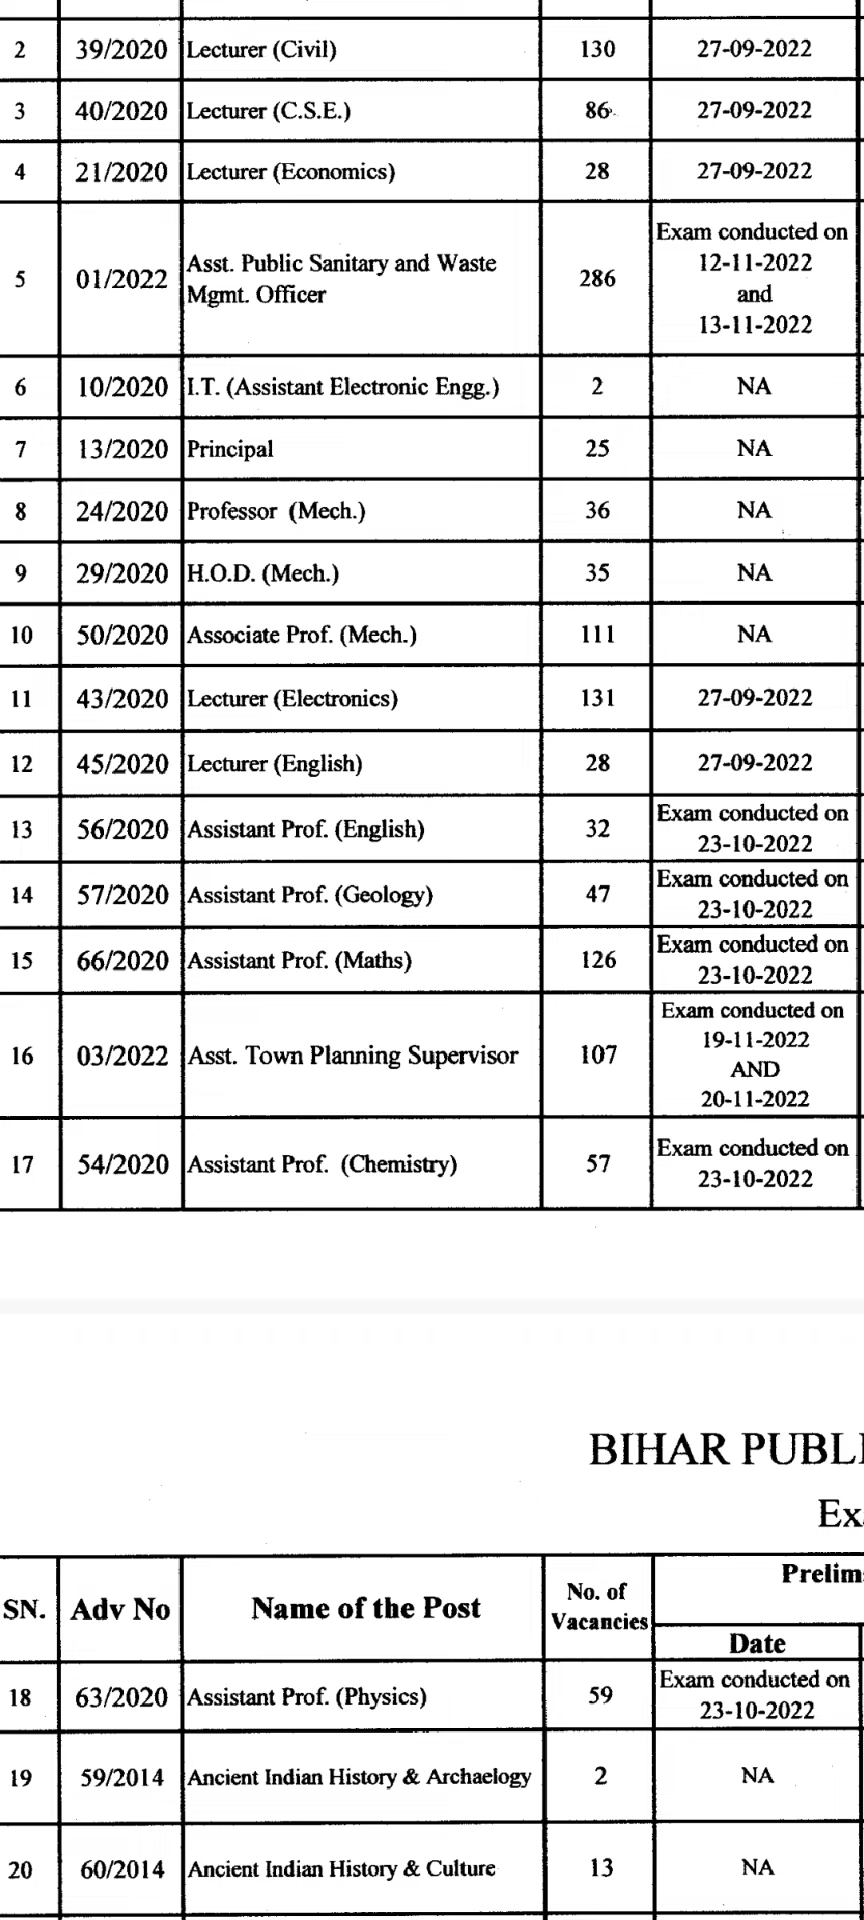 2 39/2020 Lecturer (Civil) 130 27-09-2022
3 40/2020 Lecturer (C.S.E.) 86 27-09-2022
4 21/2020 Lecturer (Economics) 28 27-09-2022
5 01/2022 Asst. Public Sanitary and Waste
Mgmt. Officer 286 Exam conducted on
12-11-2022
and
13-11-2022
6 10/2020 I.T. (Assistant Electronic Engg.) 2 NA
7 13/2020 Principal 25 NA
8 24/2020 Professor (Mech.) 36 NA
9 29/2020 H.O.D. (Mech.) 35 NA
10 50/2020 Associate Prof. (Mech.) 111 NA
11 43/2020 Lecturer (Electronics) 131 27-09-2022
12 45/2020 Lecturer (English) 28 27-09-2022
13 56/2020 Assistant Prof. (English) 32 Exam conducted on
23-10-2022
14 57/2020 Assistant Prof. (Geology) 47 Exam conducted on
23-10-2022
15 66/2020 Assistant Prof. (Maths) 126 Exam conducted on
23-10-2022
16 03/2022 Asst. Town Planning Supervisor 107 Exam conducted on
19-11-2022
AND
20-11-2022
17 54/2020 Assistant Prof. (Chemistry) 57 Exam conducted on
23-10-2022
BIHAR PUBLI
Ex
SN. Adv No Name of the Post No. of
Vacancies Prelim
Date
18 63/2020 Assistant Prof. (Physics) 59 Exam conducted on
23-10-2022
19 59/2014 Ancient Indian History & Archaelogy 2 NA
20 60/2014 Ancient Indian History & Culture 13 NA